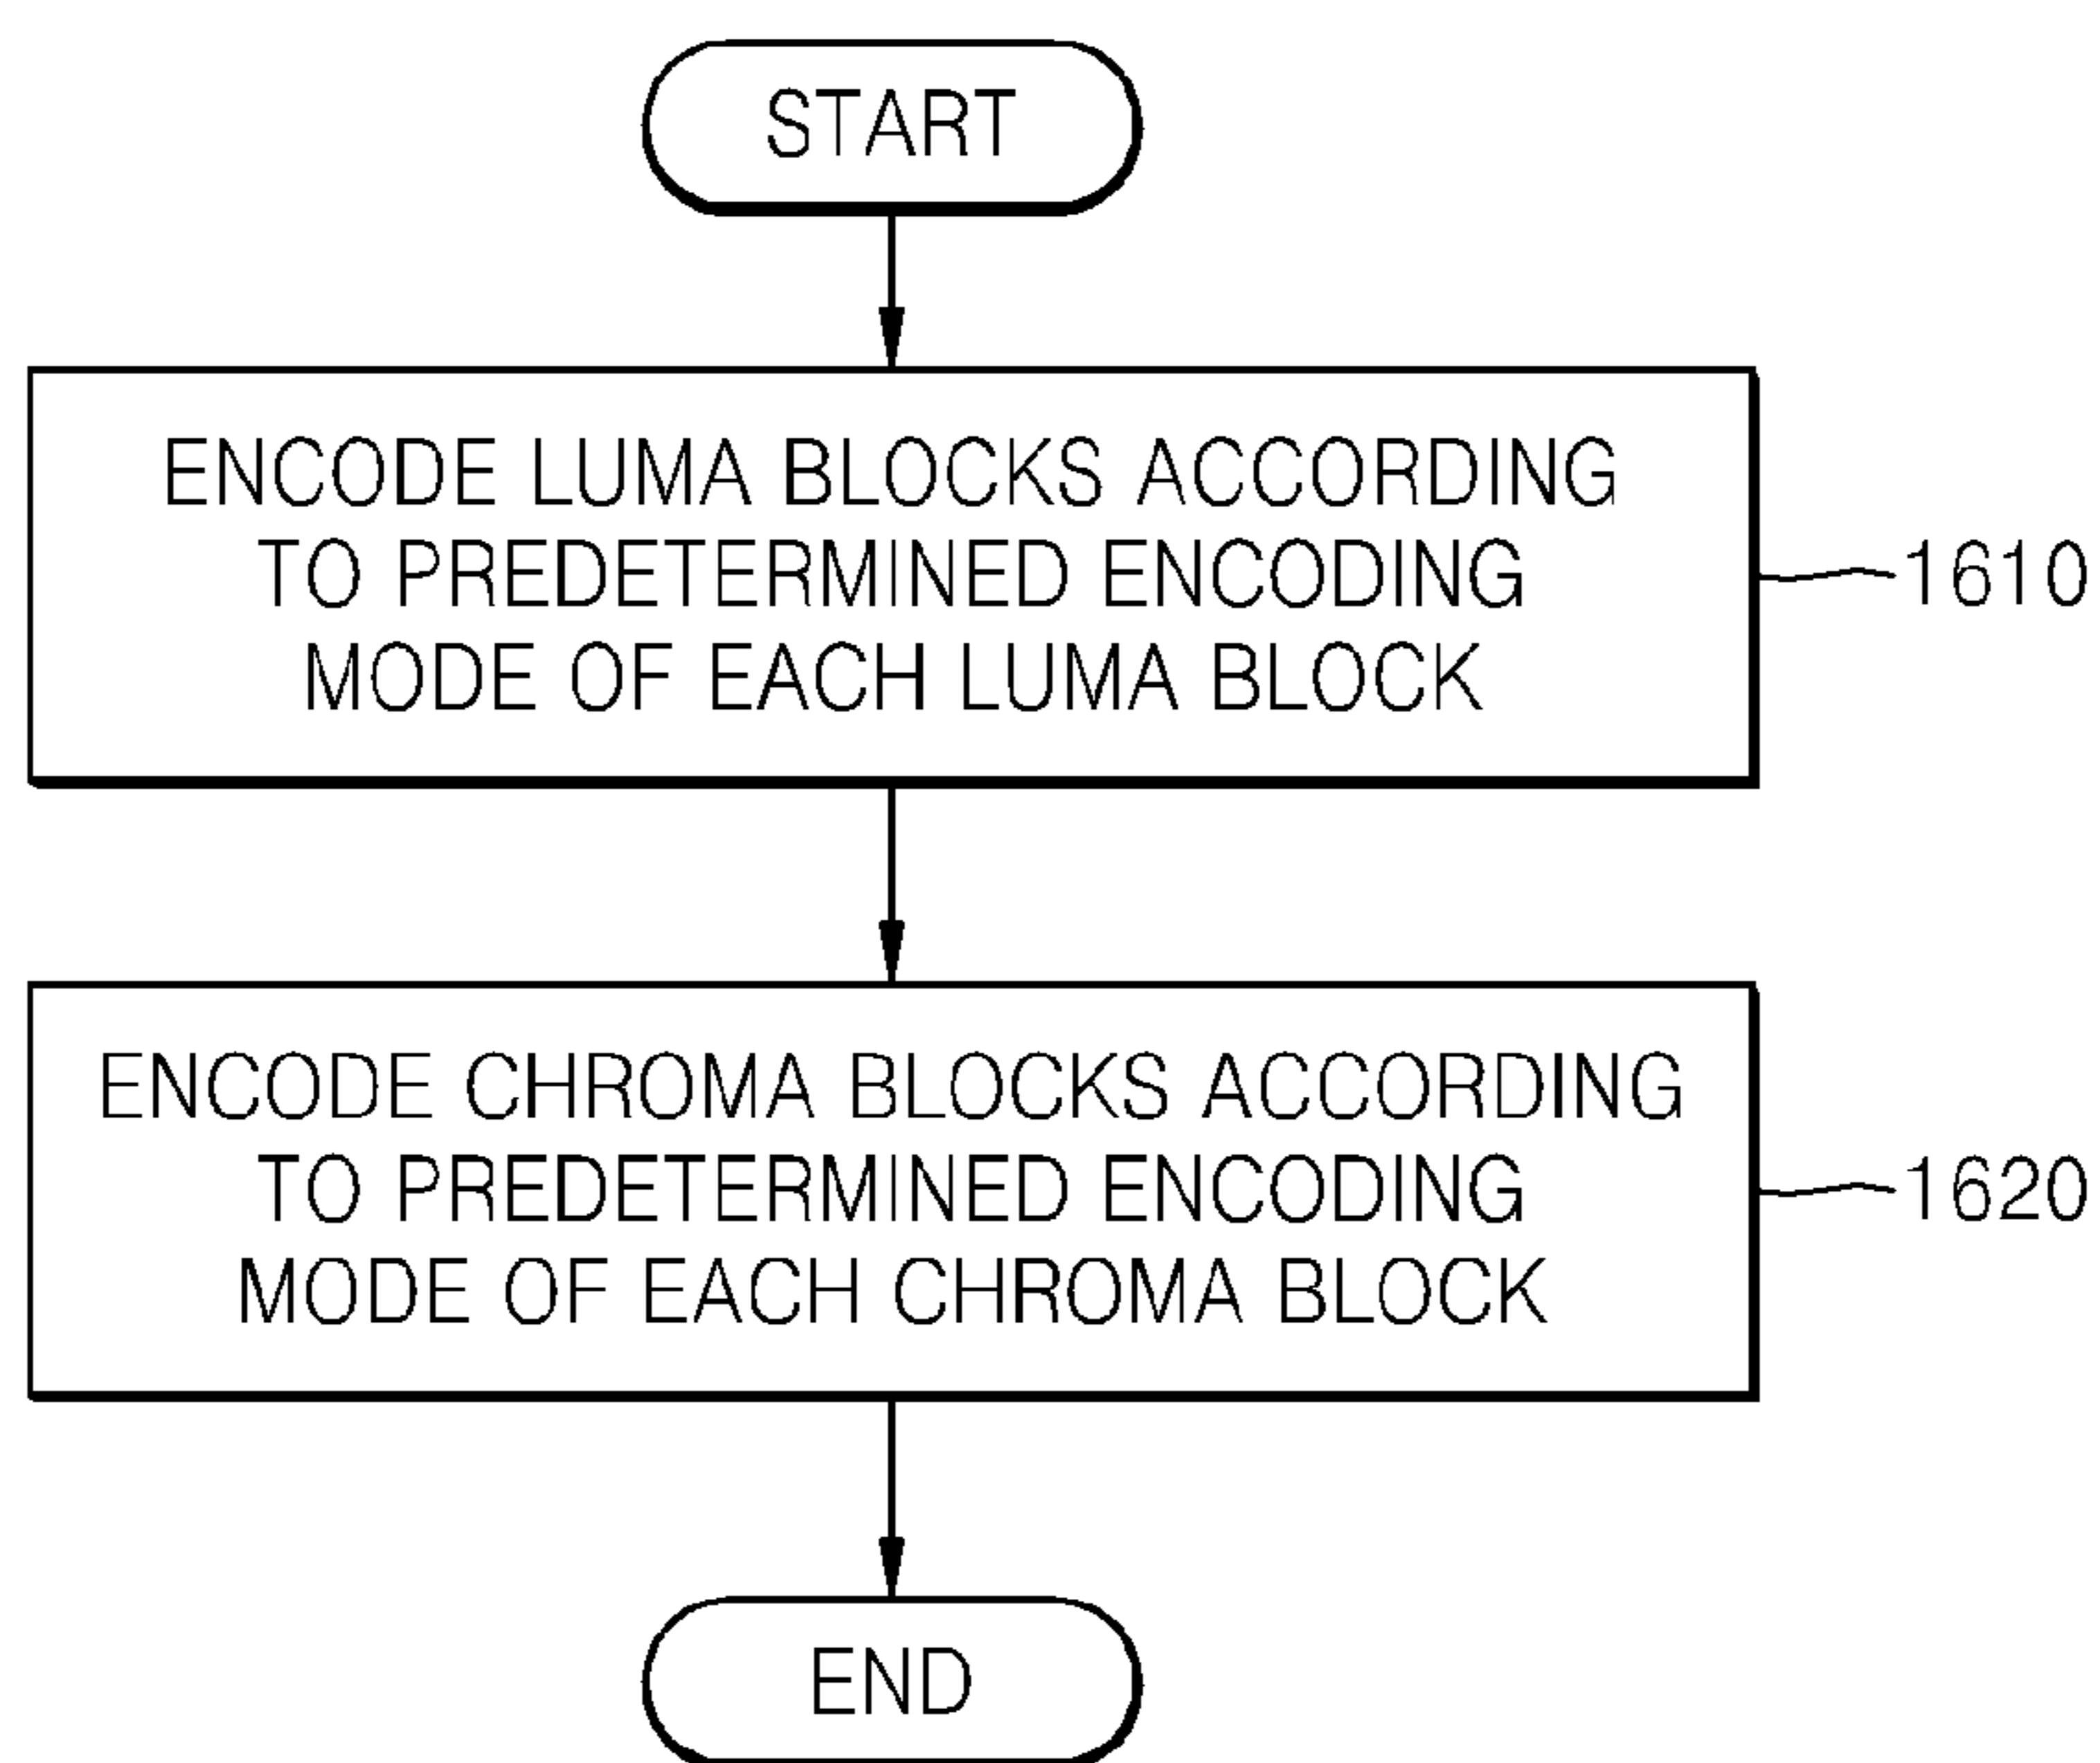 START
ENCODE LUMA BLOCKS ACCORDING
TO PREDETERMINED ENCODING
MODE OF EACH LUMA BLOCK
1610
ENCODE CHROMA BLOCKS ACCORDING
TO PREDETERMINED ENCODING
MODE OF EACH CHROMA BLOCK
1620
END